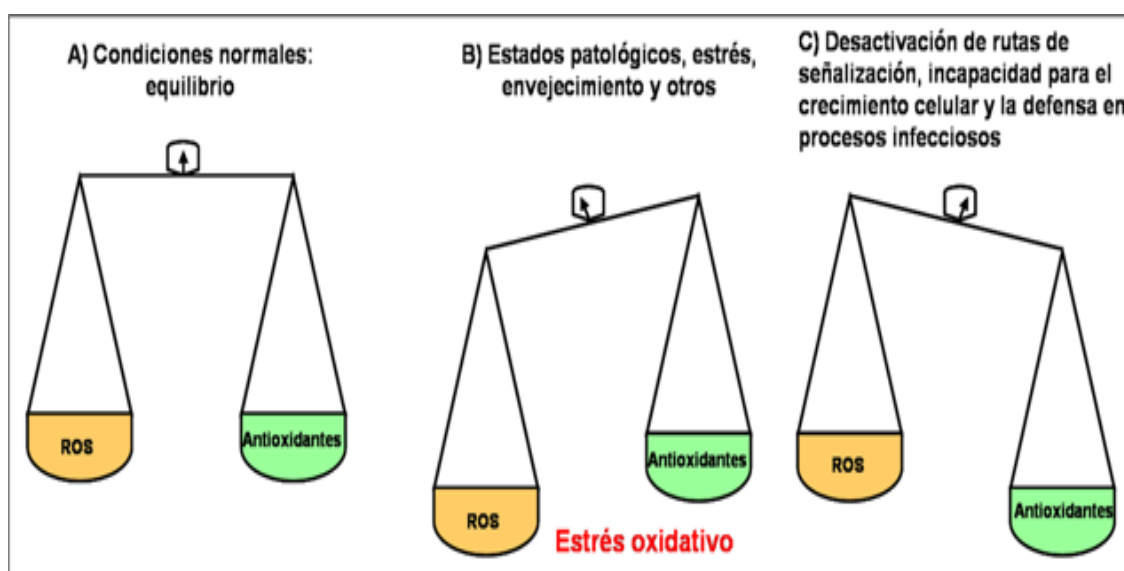 A) Condiciones normales:
equilibrio
ROS
Antioxidantes
B) Estados patológicos, estrés,
envejecimiento y otros
Antioxidantes
ROS
Estrés oxidativo
C) Desactivación de rutas de
señalización, incapacidad para el
crecimiento celular y la defensa en
procesos infecciosos
ROS
Antioxidantes